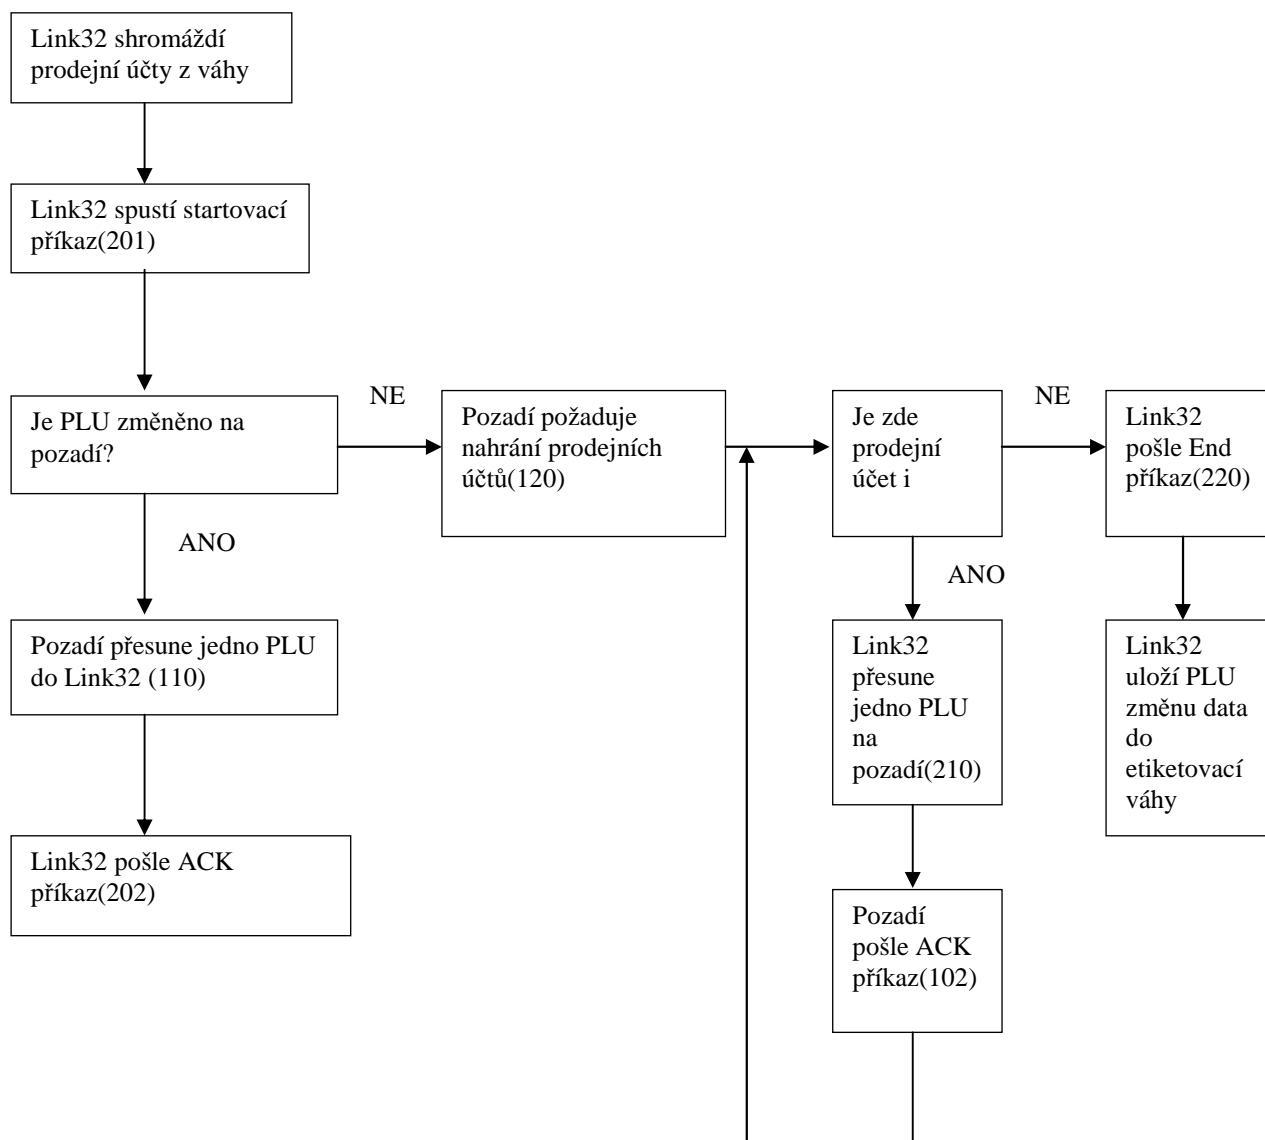 Link32 shromáždí
prodejní účty z váhy
Link32 spustí startovací
příkaz(201)
Je PLU změněno na
pozadí?
NE
Pozadí požaduje
nahrání prodejních
účtů(120)
Je zde
prodejní
účet i
NE
Link32
pošle End
příkaz(220)
ANO
ANO
Pozadí přesune jedno PLU
do Link32 (110)
Link32
přesune
jedno PLU
na
pozadí(210)
Link32
uloží PLU
změnu data
do
etiketovací
váhy
Link32 pošle ACK
příkaz(202)
Pozadí
pošle ACK
příkaz(102)